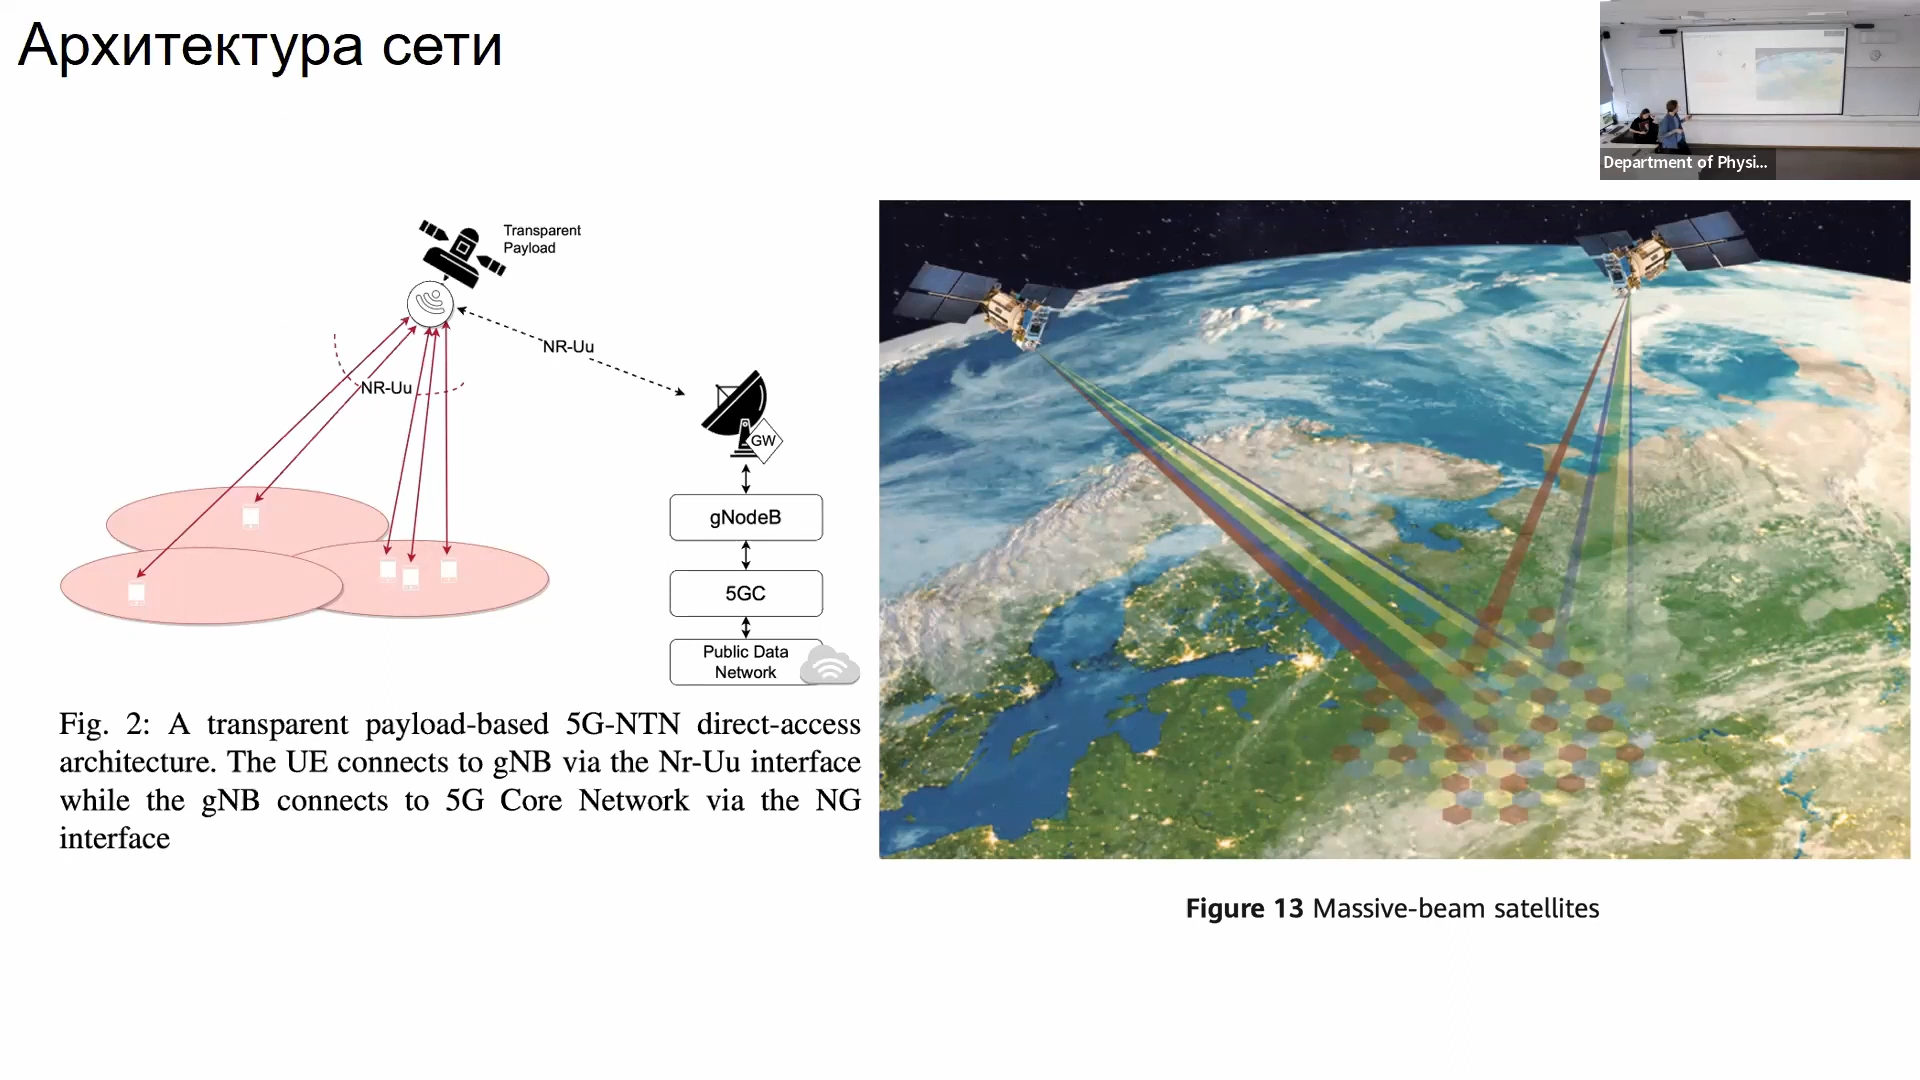 Архитектура сети
Department of Physi...
Transparent
Payload
NR-Uu
NR-Uu
GW
gNodeB
5GC
Public Data
Network
Fig. 2: A transparent payload-based 5G-NTN direct-access
architecture. The UE connects to gNB via the Nr-Uu interface
while the gNB connects to 5G Core Network via the NG
interface
Figure 13 Massive-beam satellites